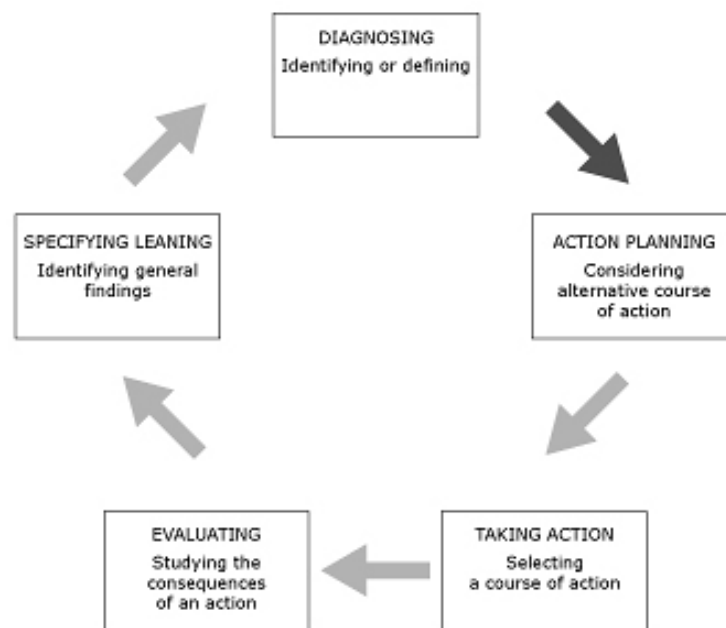 DIAGNOSING
Identifying or defining
SPECIFYING LEANING
Identifying general
findings
ACTION PLANNING
Considering
alternative course
of action
EVALUATING
Studying the
consequences
of an action
TAKING ACTION
Selecting
a course of action